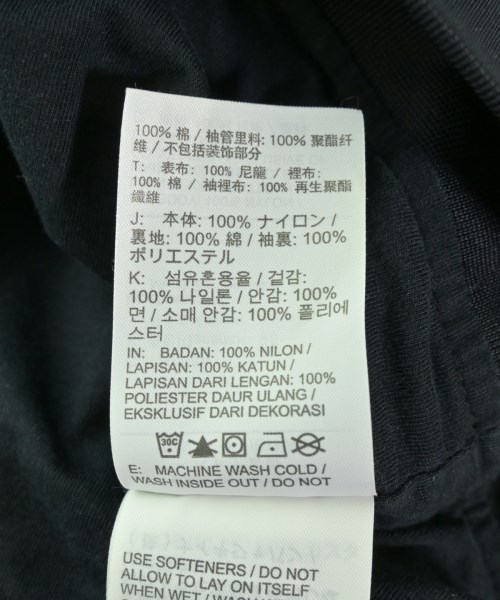 100% 棉 / 袖管里料: 100% 聚酯纤
维 / 不包括装饰部分
T: 表布: 100% 尼龍 / 裡布:
100% 棉 / 袖裡布: 100% 再生聚酯
纖維
J: 本体: 100% ナイロン /
裏地: 100% 綿 / 袖裏: 100%
ポリエステル
K: 섬유혼용율 / 겉감:
100% 나일론 / 안감: 100%
면 / 소매 안감: 100% 폴리에
스터
IN: BADAN: 100% NILON /
LAPISAN: 100% KATUN /
LAPISAN DARI LENGAN: 100%
POLIESTER DAUR ULANG /
EKSKLUSIF DARI DEKORASI
30C
E: MACHINE WASH COLD /
WASH INSIDE OUT / DO NOT
USE SOFTENERS / DO NOT
ALLOW TO LAY ON ITSELF
WHEN WET /